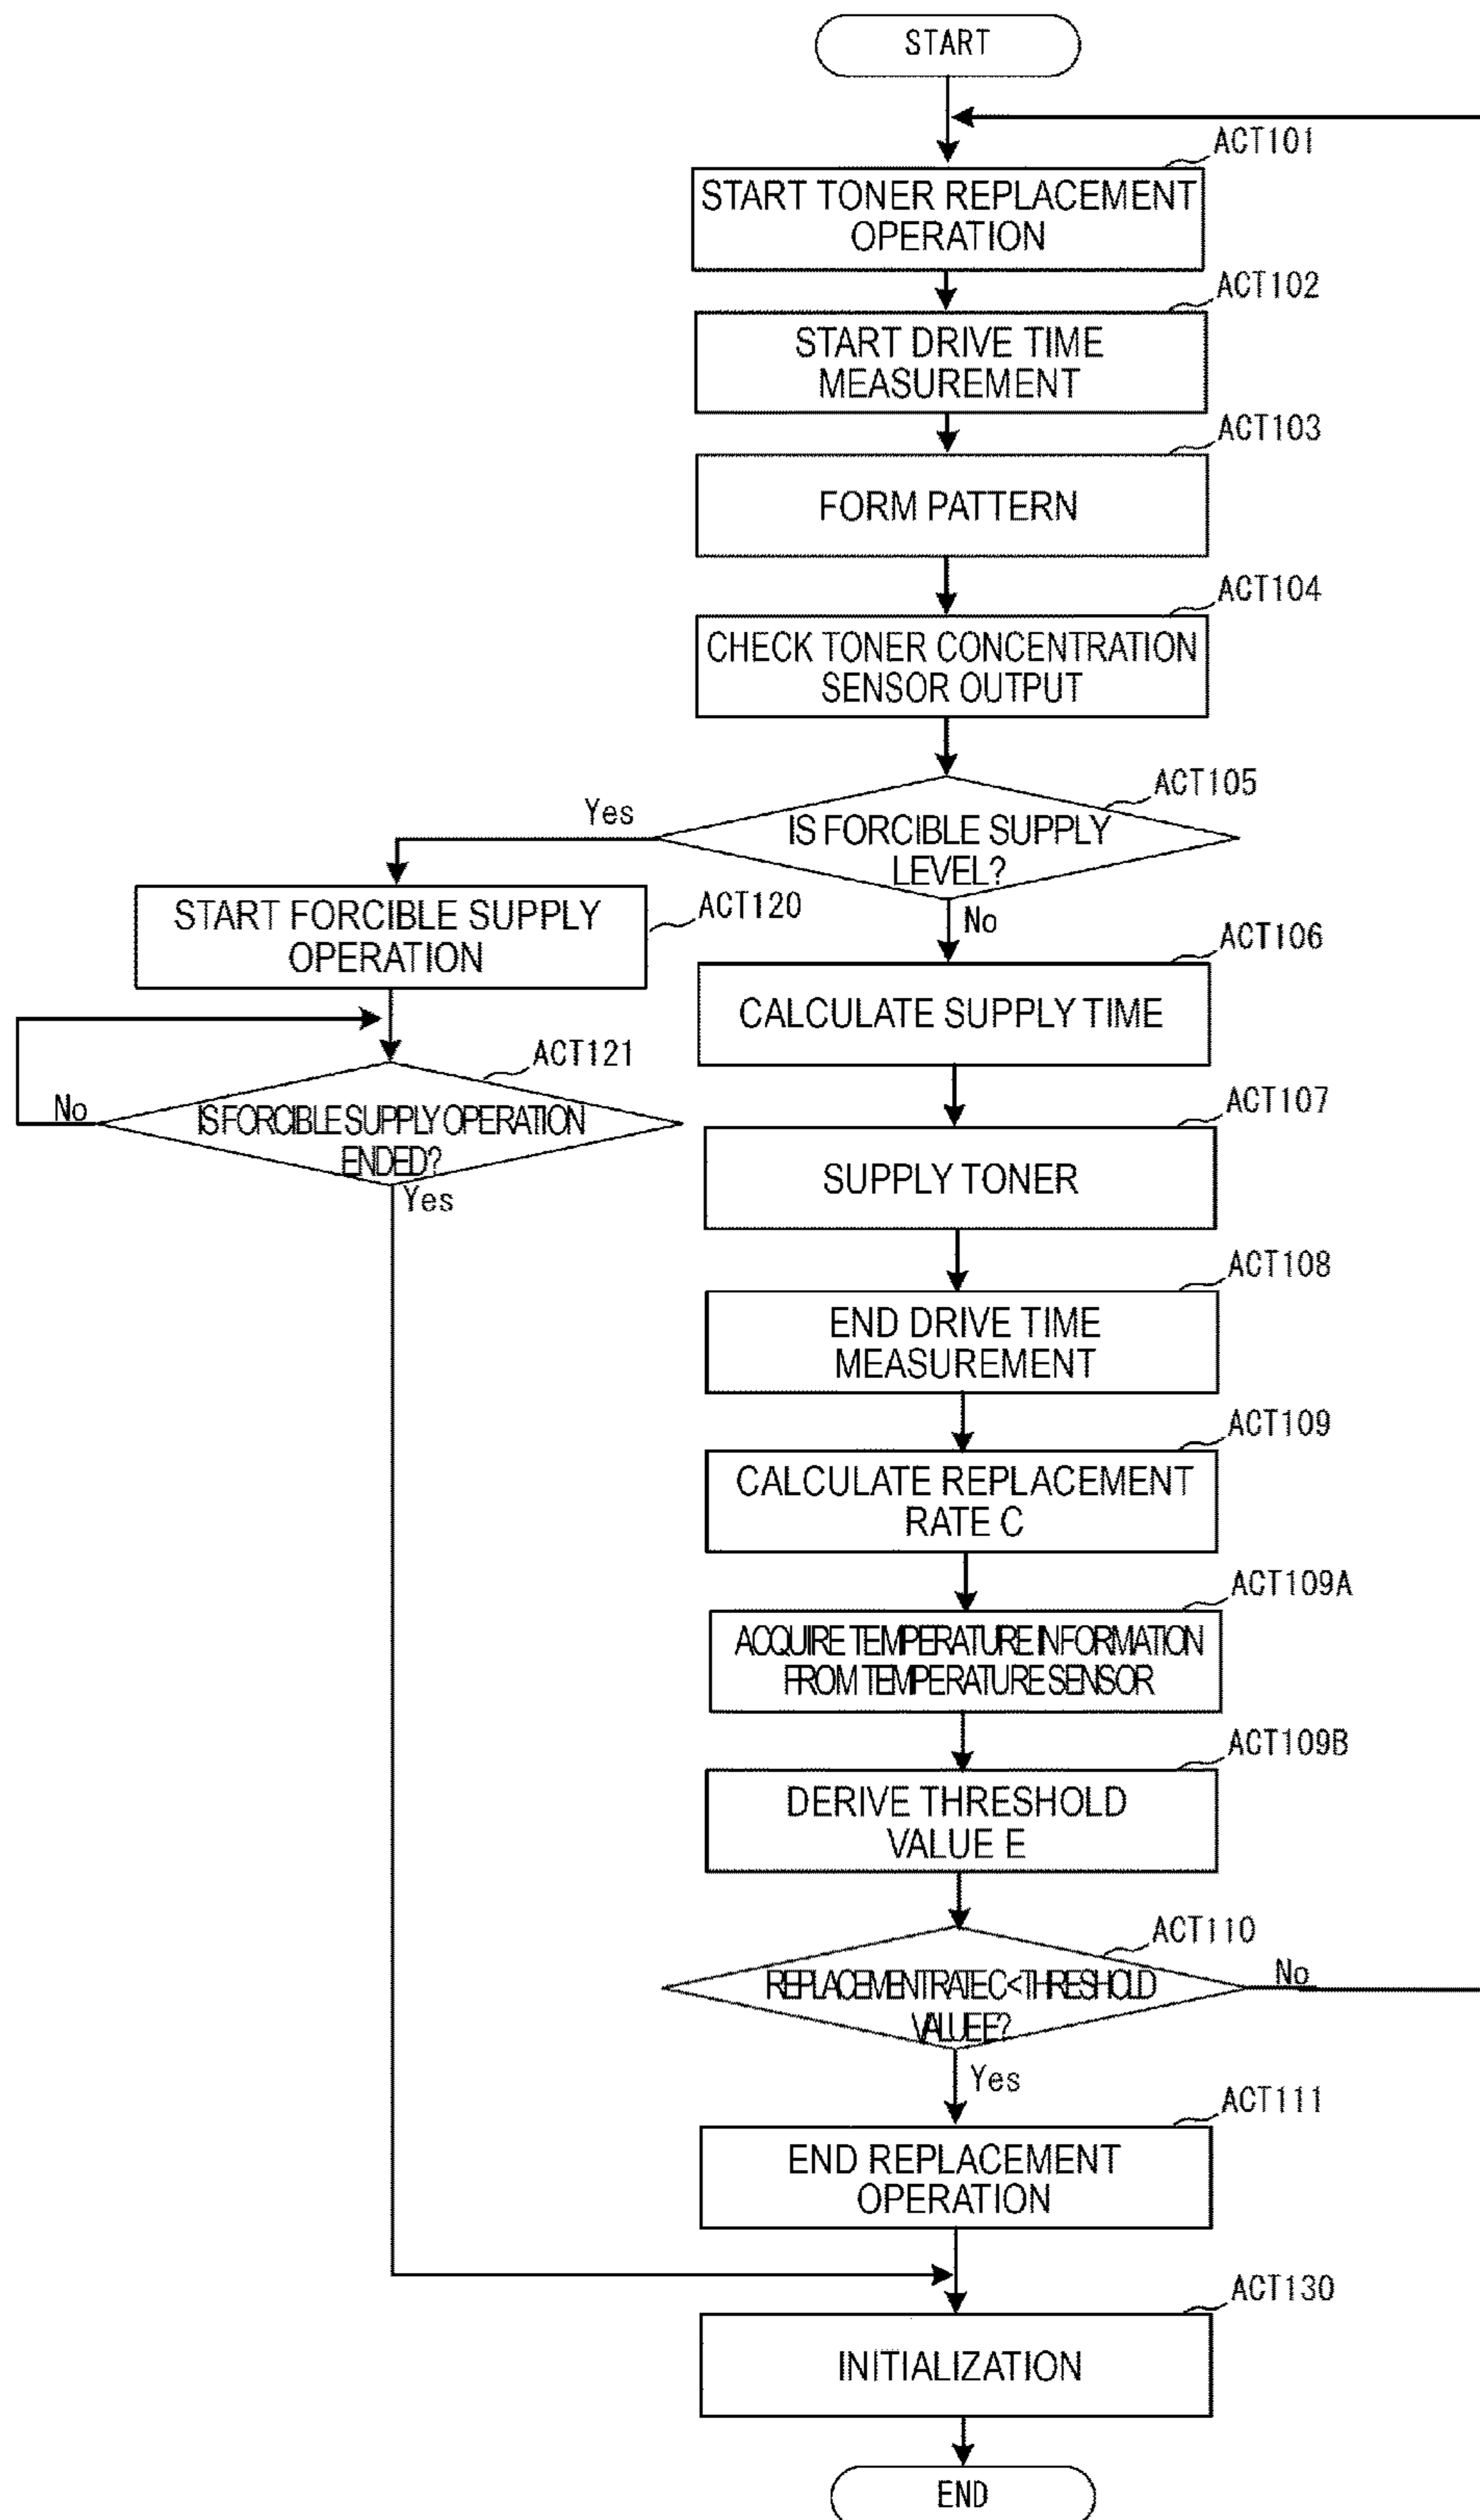 START
ACT101
START TONER REPLACEMENT
OPERATION
ACT102
START DRIVE TIME
MEASUREMENT
ACT103
FORM PATTERN
ACT104
CHECK TONER CONCENTRATION
SENSOR OUTPUT
ACT105
Yes
IS FORCIBLE SUPPLY
LEVEL?
No
START FORCIBLE SUPPLY
OPERATION
ACT120
ACT106
CALCULATE SUPPLY TIME
ACT121
No
IS FORCIBLE SUPPLY OPERATION
ENDED?
Yes
ACT107
SUPPLY TONER
ACT108
END DRIVE TIME
MEASUREMENT
ACT109
CALCULATE REPLACEMENT
RATE C
ACT109A
ACQUIRE TEMPERATURE INFORMATION
FROM TEMPERATURE SENSOR
ACT109B
DERIVE THRESHOLD
VALUE E
ACT110
REPLACEMENT RATE C<THRESHOLD
VALUE E?
No
Yes
ACT111
END REPLACEMENT
OPERATION
ACT130
INITIALIZATION
END